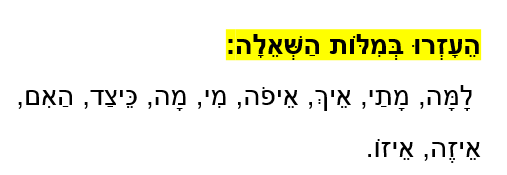 הֵעָזְרוּ בְּמִלּוֹת הַשְּׁאֵלָה:
לָמָּה, מָתַי, אֵיךְ, אֵיפֹה, מִי, מָה, כֵּיצַד, הַאִם,
אֵיזֶה, אֵיזוֹ.